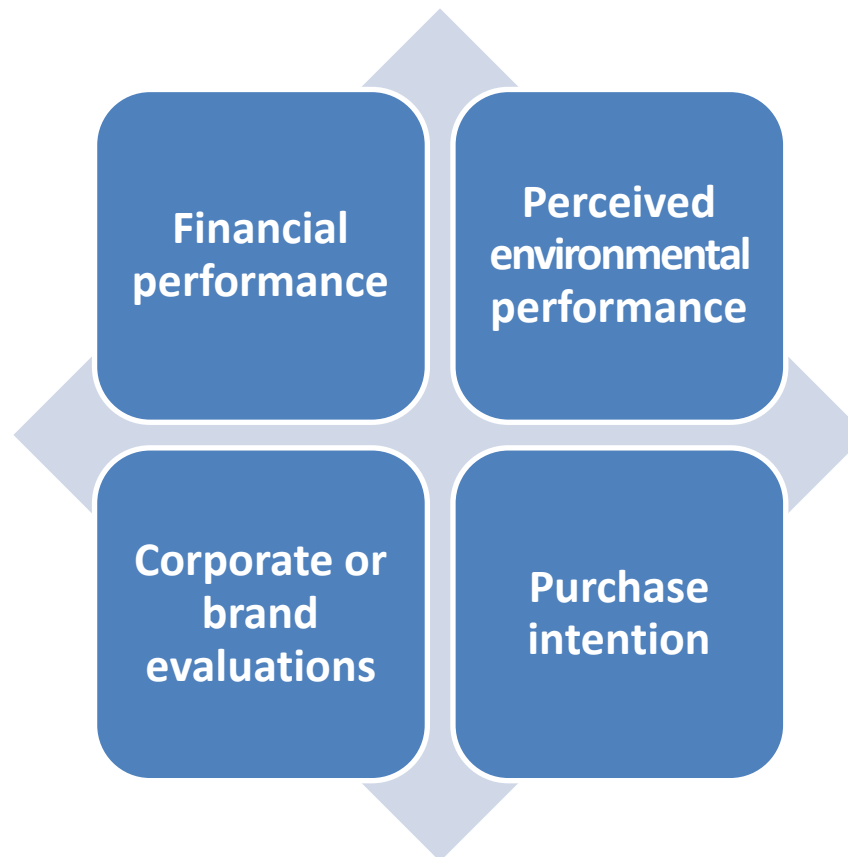 Financial
performance
Perceived
environmental
performance
Corporate or
brand
evaluations
Purchase
intention